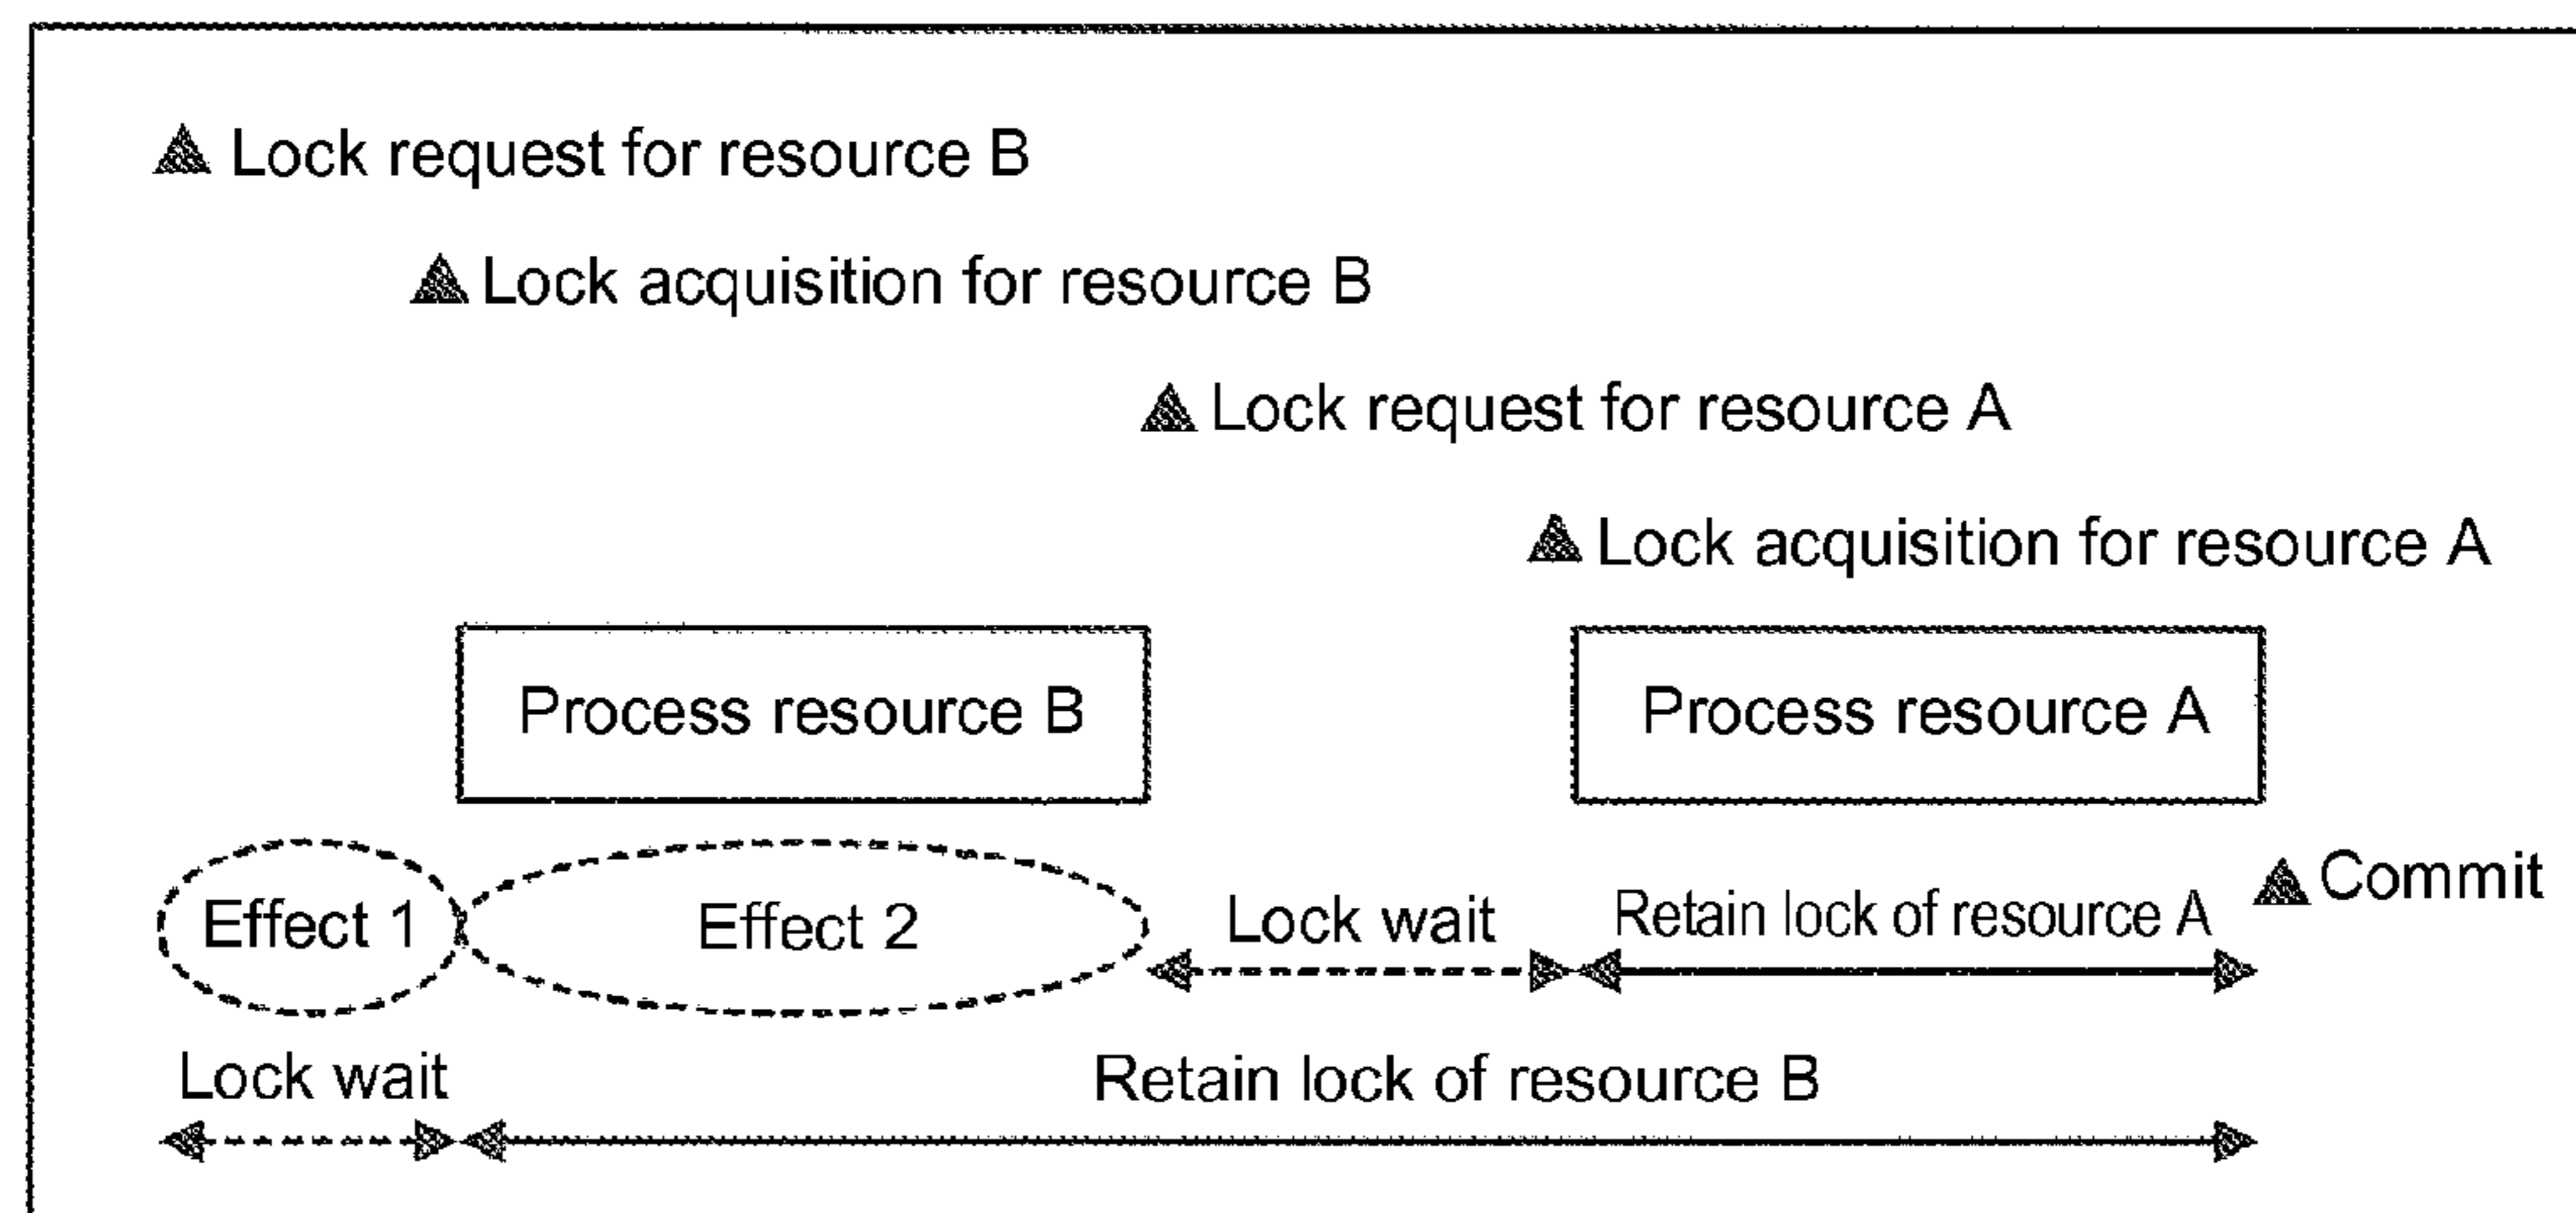 Lock request for resource B
Lock acquisition for resource B
Lock request for resource A
Lock acquisition for resource A
Process resource B
Process resource A
Effect 1
Effect 2
Lock wait
Retain lock of resource A
Commit
Lock wait
Retain lock of resource B